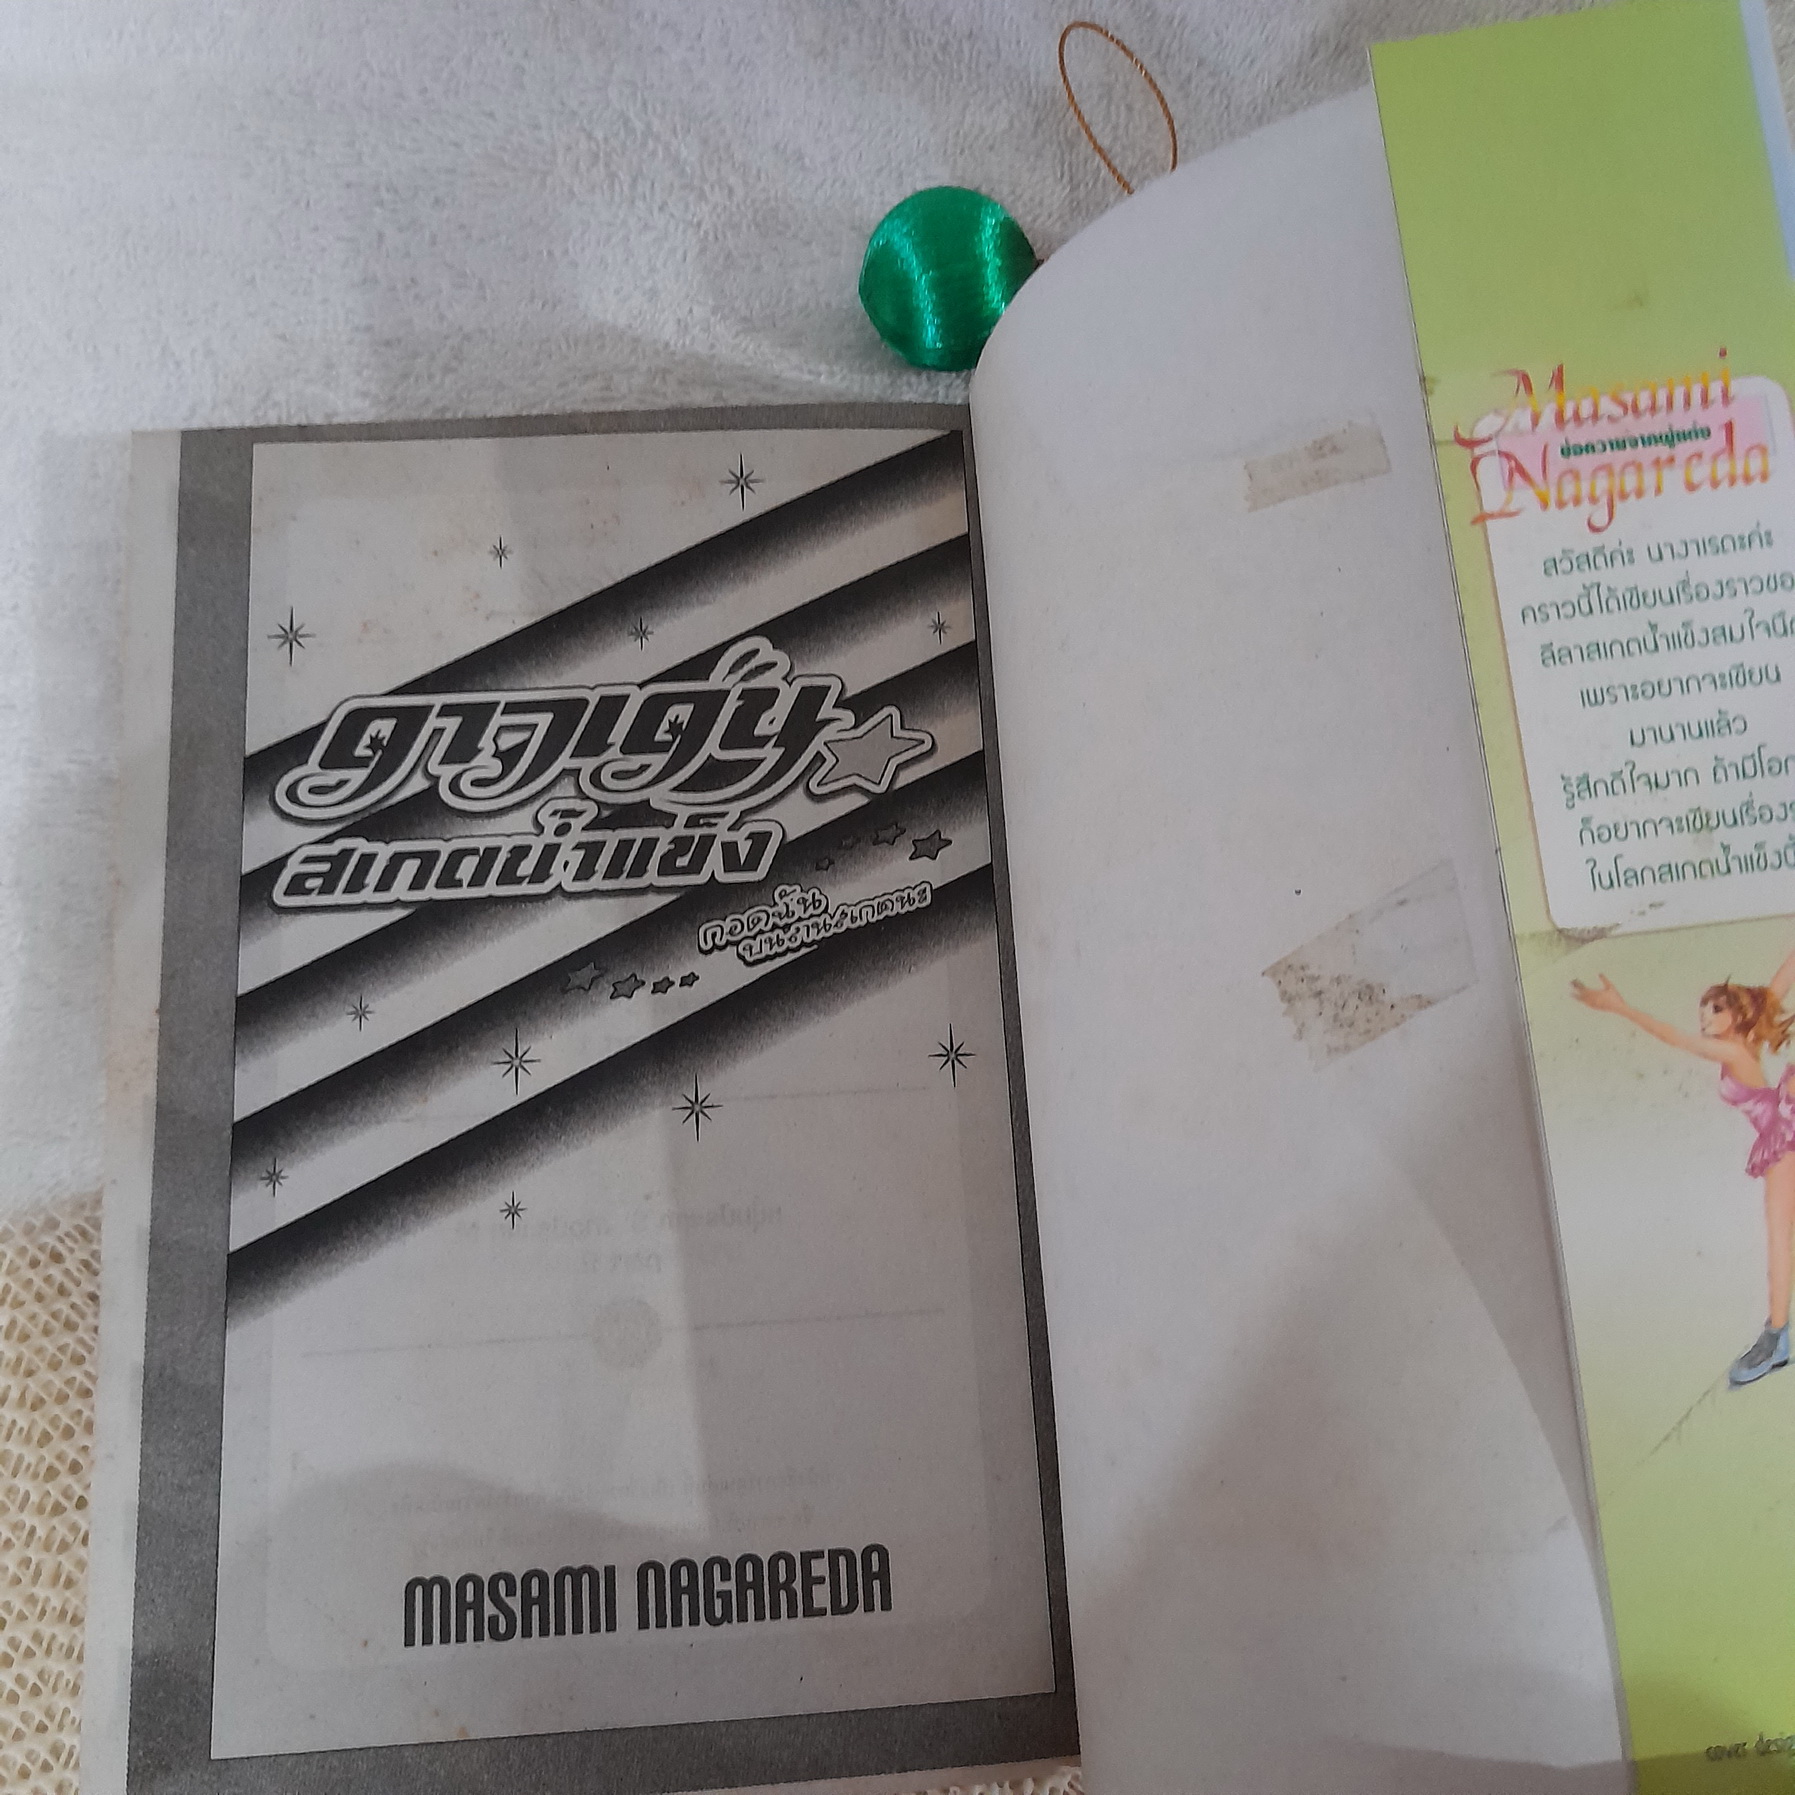 ดาวเด่น
สเกตน้ำแข็ง
กอดฉัน
บนลานสเกตนะ
MASAMI NAGAREDA
Masami
ข้อความจากผู้แต่ง
Nagareda
สวัสดีค่ะ นางาเรดะค่ะ
คราวนี้ได้เขียนเรื่องราวขอ
ลีลาสเกตน้ำแข็งสมใจนึก
เพราะอยากจะเขียน
มานานแล้ว
รู้สึกดีใจมาก ถ้ามีโอก
ก็อยากจะเขียนเรื่อง
ในโลกสเกตน้ำแข็งนี้
cover desig